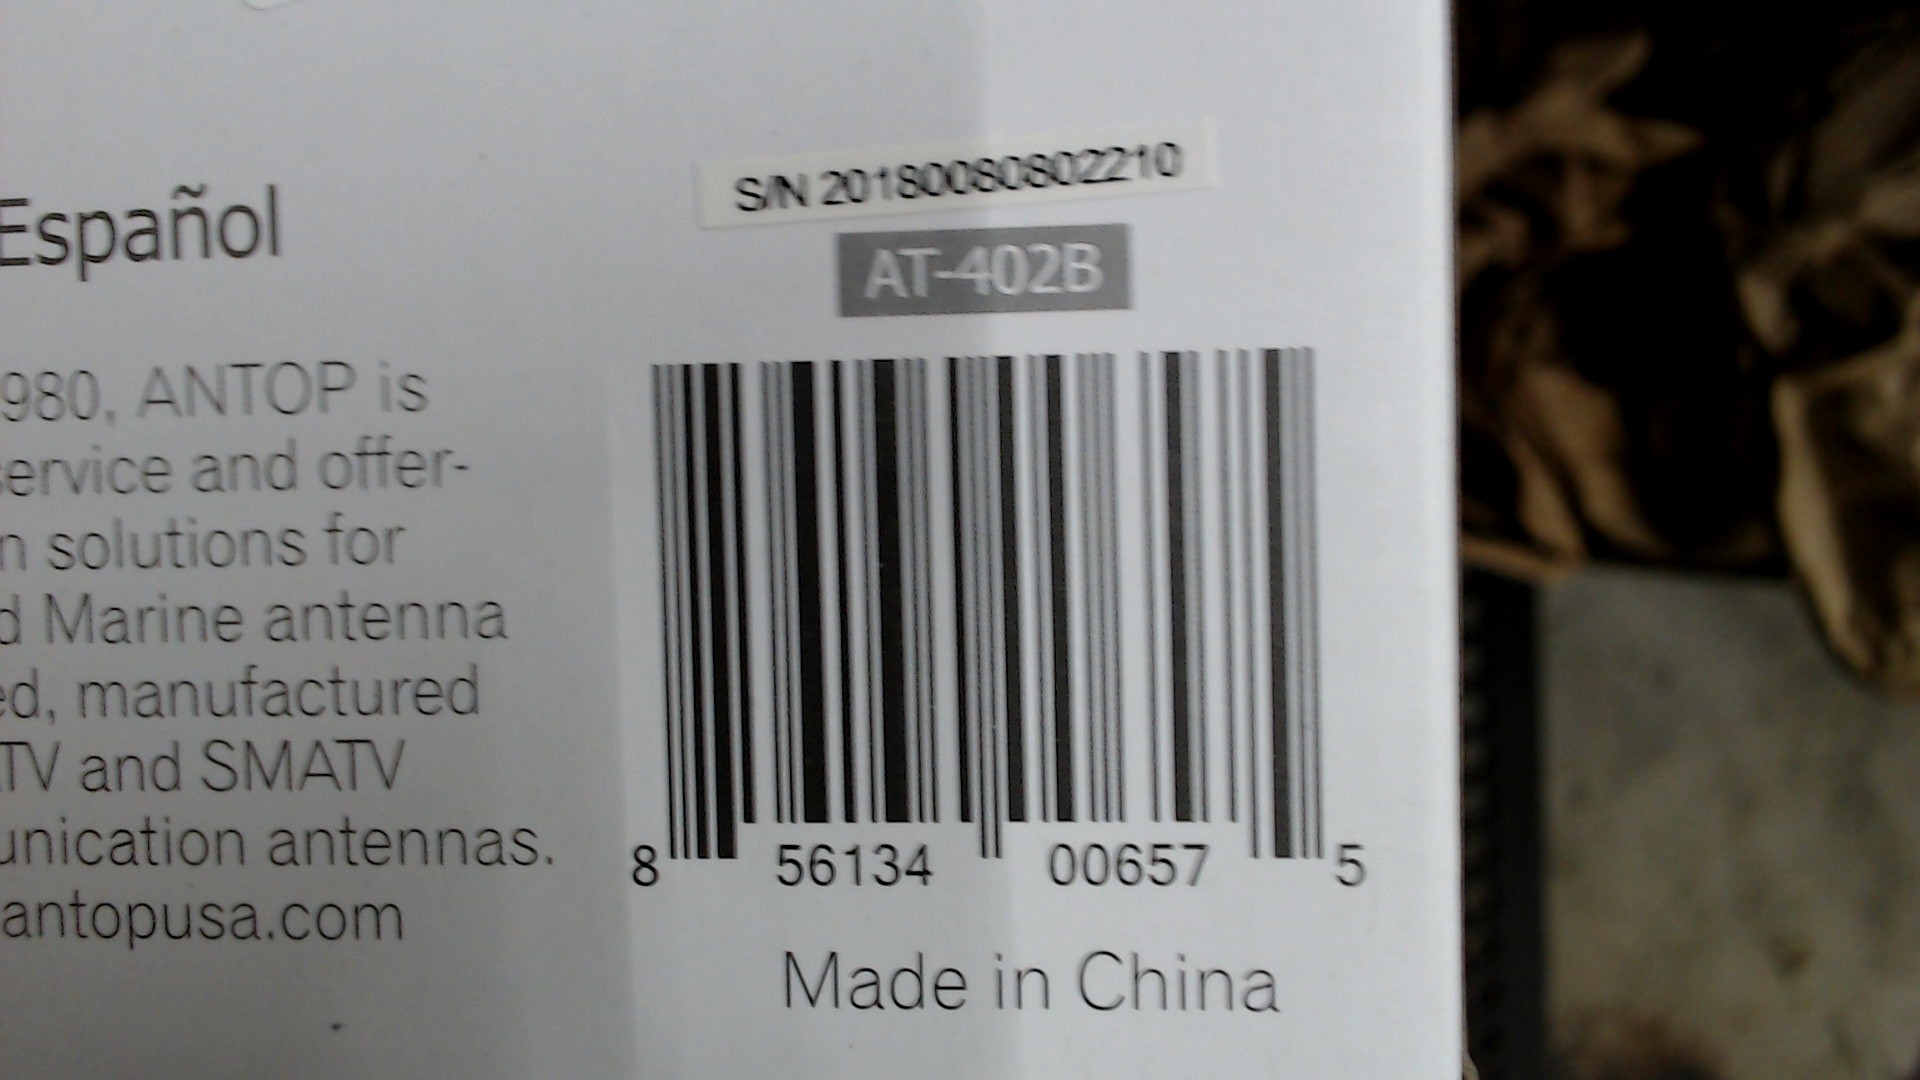 S/N 20180080802210
AT-402B
Español
980, ANTOP is
service and offer-
n solutions for
d Marine antenna
ed, manufactured
TV and SMATV
unication antennas.
antopusa.com
8 56134 00657 5
Made in China